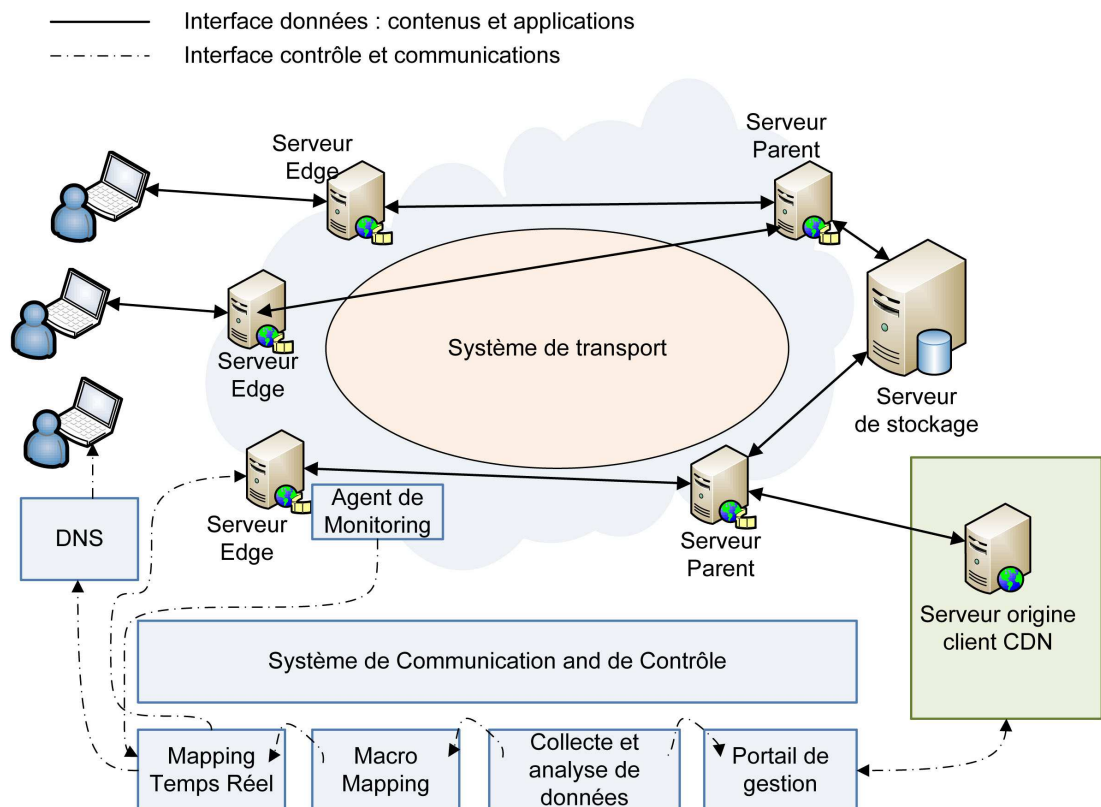 Interface données : contenus et applications
Interface contrôle et communications
Serveur
Edge
Serveur
Parent
Serveur
Edge
Système de transport
Serveur
de stockage
Serveur
Edge
Agent de
Monitoring
DNS
Serveur
Parent
Serveur origine
client CDN
Système de Communication and de Contrôle
Mapping
Temps Réel
Macro
Mapping
Collecte et
analyse de
données
Portail de
gestion